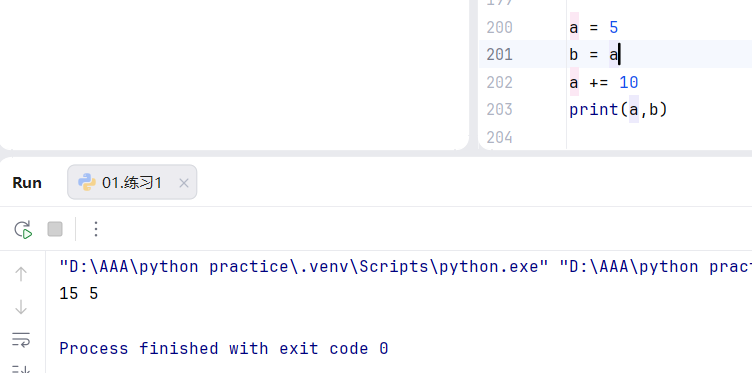 200 a = 5
201 b = a
202 a += 10
203 print(a,b)
204
Run 01.练习1
"D:\AAA\python practice\.venv\Scripts\python.exe" "D:\AAA\python prac
15 5
Process finished with exit code 0